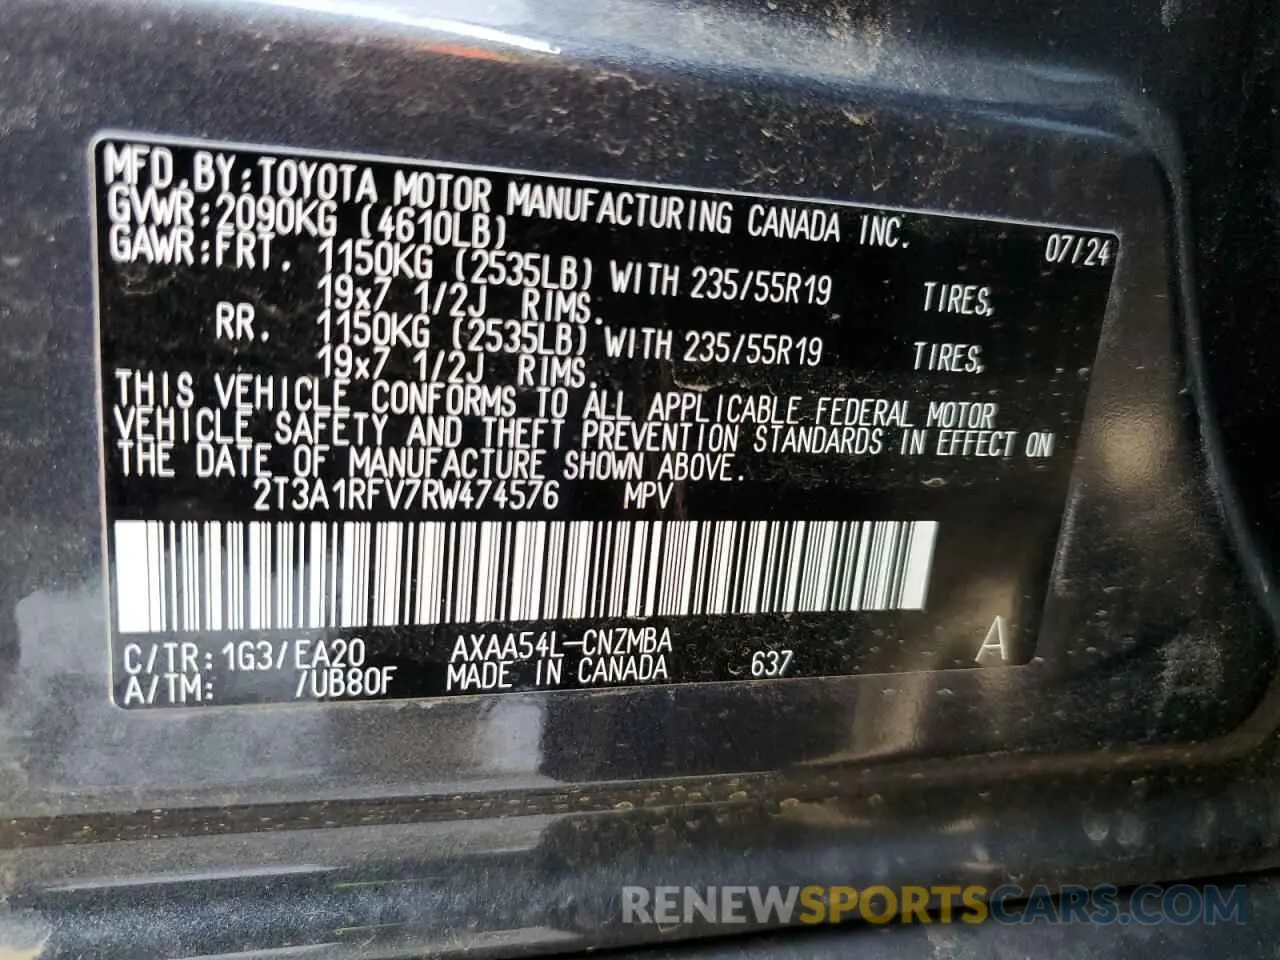 MFD.BY:TOYOTA MOTOR MANUFACTURING CANADA INC. 07/24
GVWR:2090KG (4610LB)
GAWR:FRT. 1150KG (2535LB) WITH 235/55R19 TIRES,
19x7 1/2J RIMS.
RR. 1150KG (2535LB) WITH 235/55R19 TIRES,
19x7 1/2J RIMS.
THIS VEHICLE CONFORMS TO ALL APPLICABLE FEDERAL MOTOR
VEHICLE SAFETY AND THEFT PREVENTION STANDARDS IN EFFECT ON
THE DATE OF MANUFACTURE SHOWN ABOVE.
2T3A1RFV7RW474576 MPV
C/TR:1G3/EA20 AXAA54L-CNZMBA
A/TM: /UB80F MADE IN CANADA 637 A
RENEWSPORTSCARS.COM